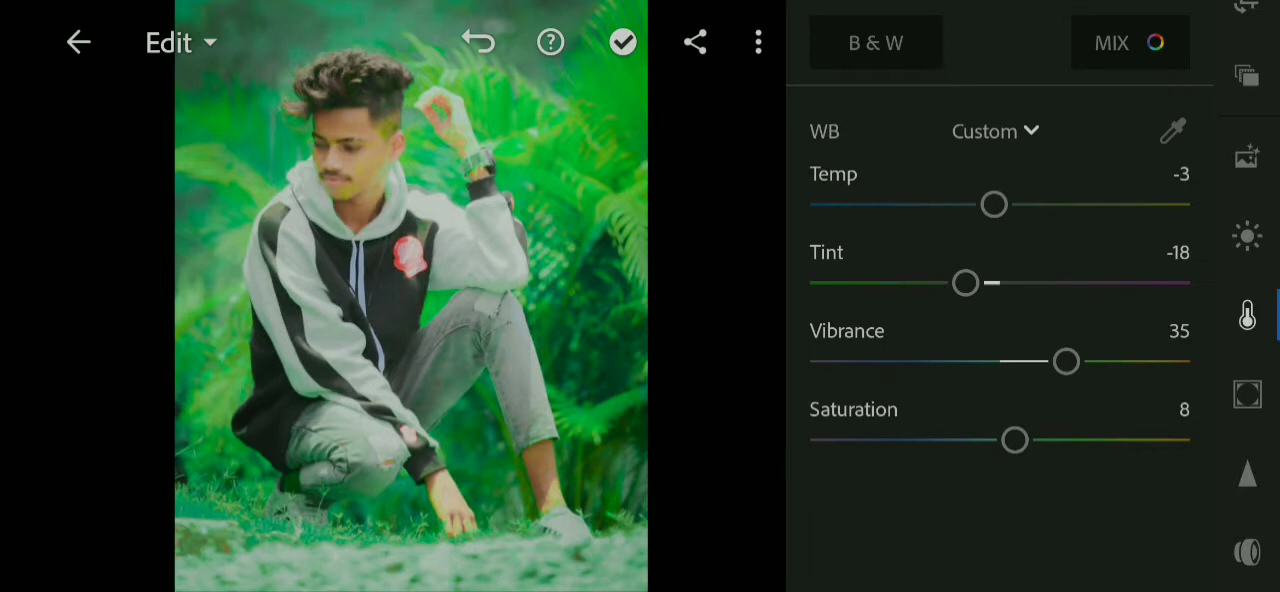 Edit
B & W
MIX
WB
Custom
Temp
-3
Tint
-18
Vibrance
35
Saturation
8